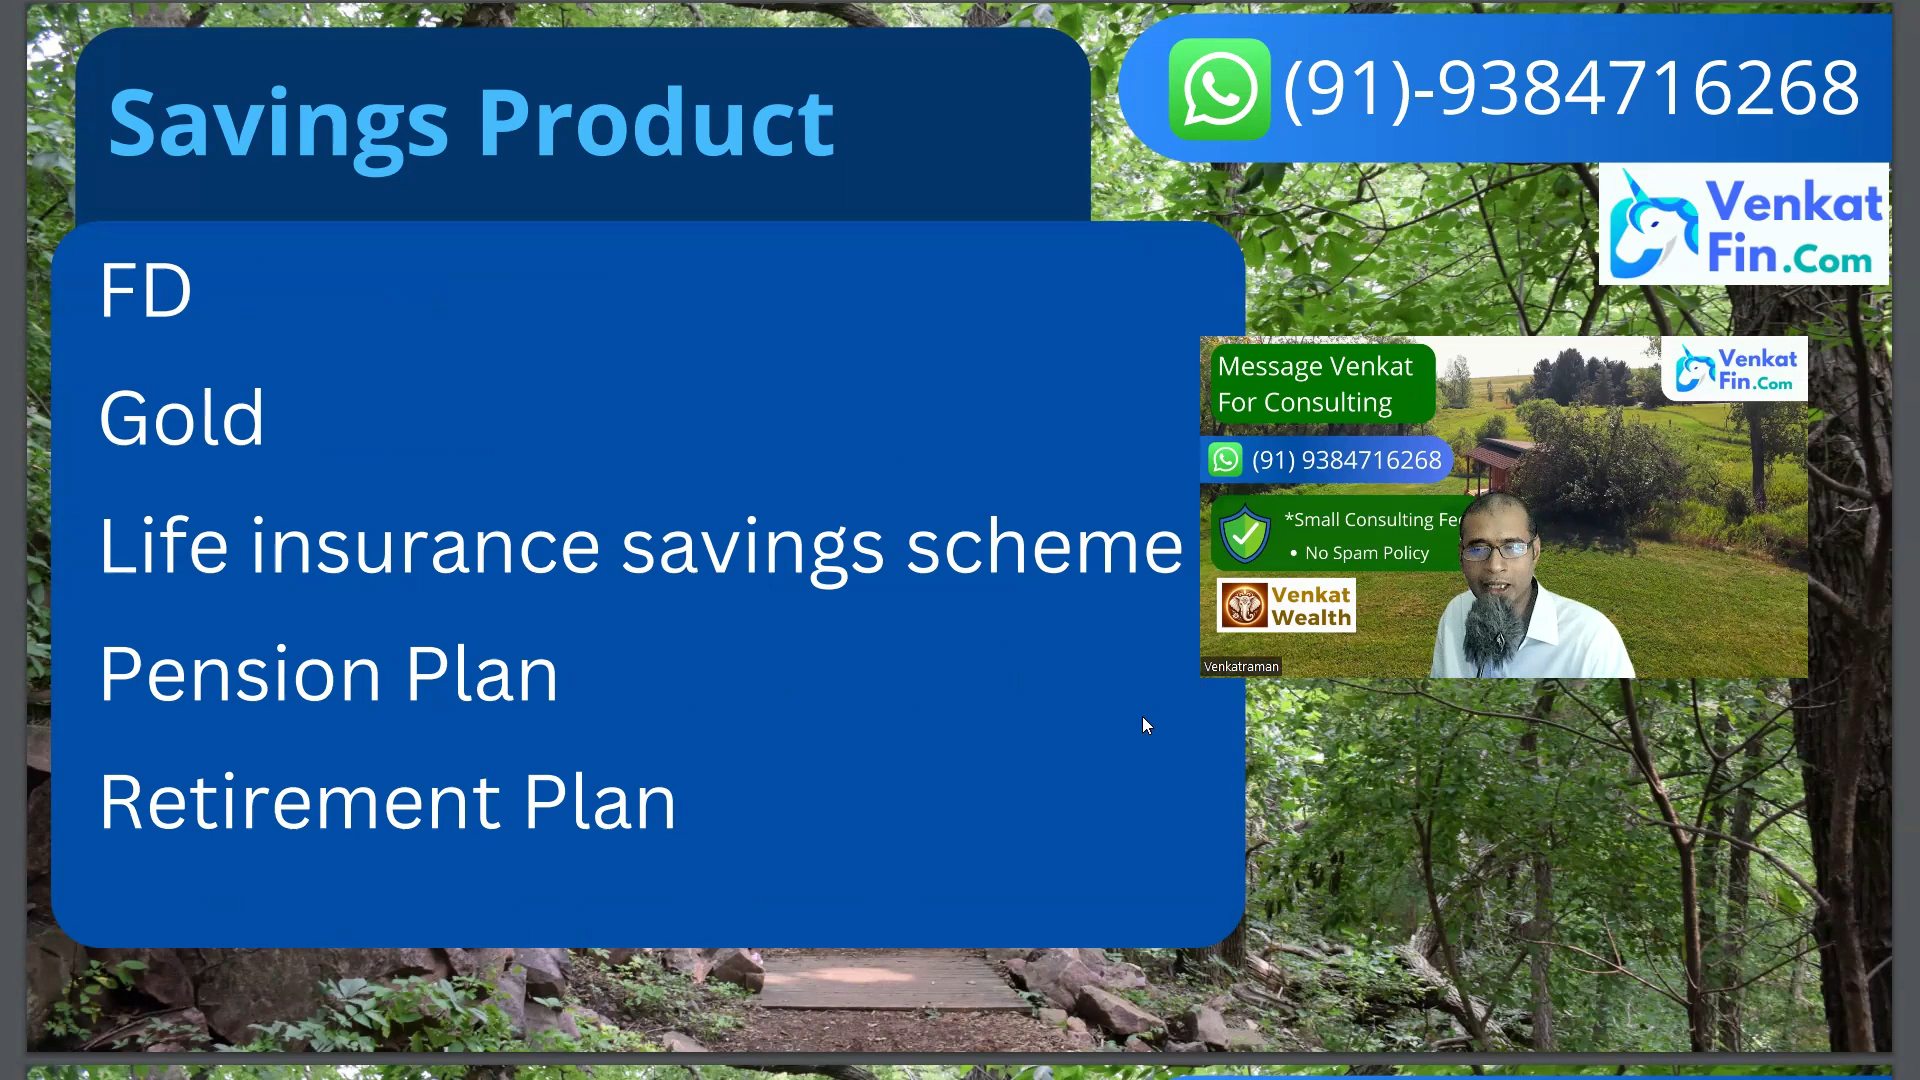 Savings Product
(91)-9384716268
Venkat
Fin.Com
FD
Gold
Life insurance savings scheme
Pension Plan
Retirement Plan
Message Venkat
For Consulting
Venkat
Fin.Com
(91) 9384716268
*Small Consulting Fe
• No Spam Policy
Venkat
Wealth
Venkatraman